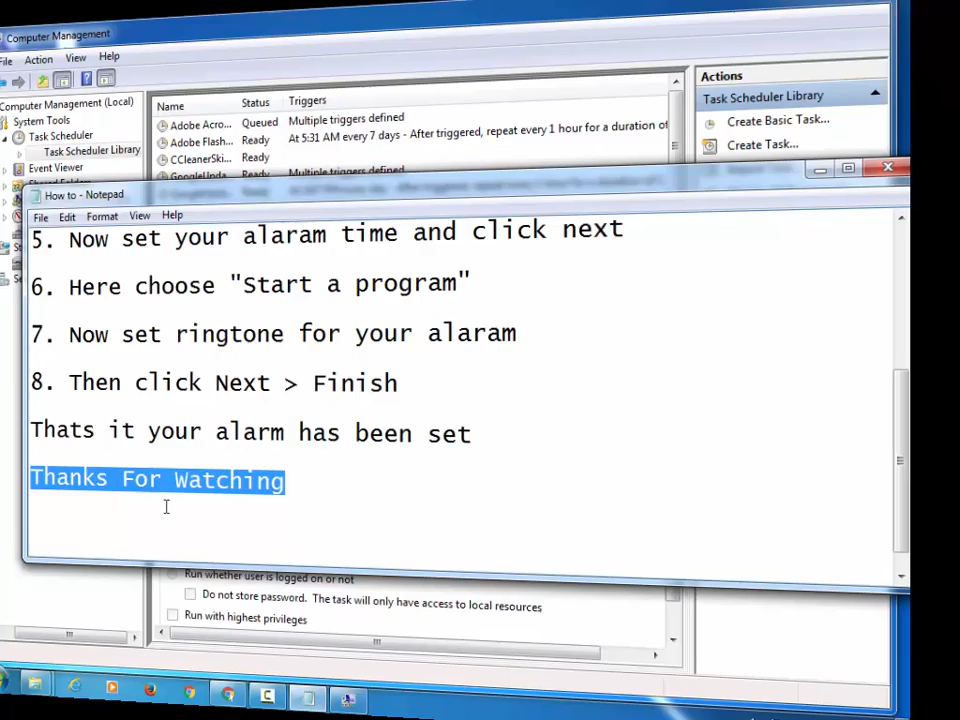 Computer Management
File Action View Help
Computer Management (Local)
System Tools
Task Scheduler
Task Scheduler Library
Event Viewer
Name Status Triggers
Adobe Acro... Queued Multiple triggers defined
Adobe Flash... Ready At 5:31 AM every 7 days - After triggered, repeat every 1 hour for a duration of
CCleanerSki... Ready
GoogleUpda Ready Multiple triggers defined
Actions
Task Scheduler Library
Create Basic Task...
Create Task...
How to - Notepad
File Edit Format View Help
5. Now set your alaram time and click next
6. Here choose "Start a program"
7. Now set ringtone for your alaram
8. Then click Next > Finish
Thats it your alarm has been set
Thanks For Watching
Run whether user is logged on or not
Do not store password. The task will only have access to local resources
Run with highest privileges